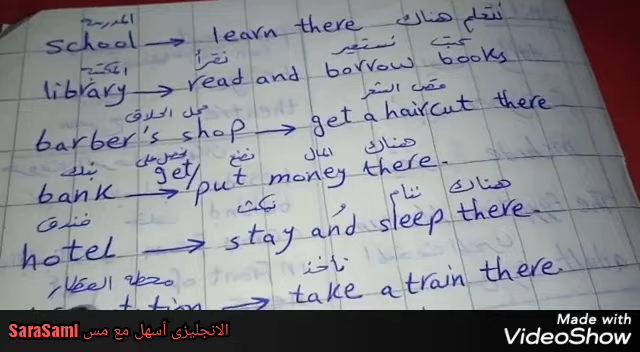 المدرسة نتعلم هناك
school → learn there
المكتبة نقرأ نستعير كتب
library → read and borrow books
محل الحلاق قص الشعر
barber's shop → get a haircut there
بنك نحصل على نضع المال هناك
bank → get/put money there.
فندق نمكث ننام هناك
hotel → stay and sleep there.
محطة القطار نأخذ
→ take a train there.
SaraSamI الانجليزى أسهل مع مس
Made with
VideoShow